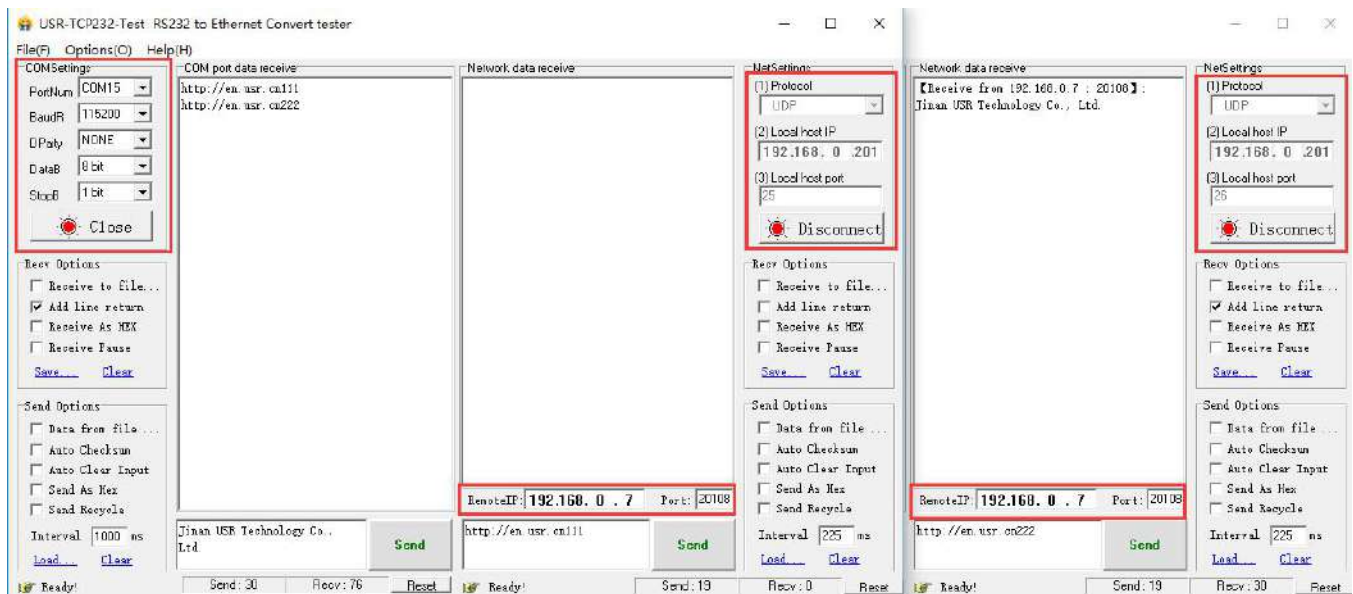 USR-TCP232-Test RS232 to Ethernet Convert tester
File(F) Options(O) Help(H)
COMSettings
PortNum COM15
BaudR 115200
DPaity NONE
DataB 8 bit
StopB 1 bit
Close
Recv Options
Receive to file...
Add line return
Receive As HEX
Receive Pause
Save... Clear
Send Options
Data from file ...
Auto Checksum
Auto Clear Input
Send As Hex
Send Recycle
Interval 1000 ms
Load... Clear
Ready!
COM port data receive
http://en.usr.cn111
http://en.usr.cn222
Jinan USR Technology Co.,
Ltd
Send
Send : 30 Recv : 76 Reset
Network data receive
RemoteIP: 192.168. 0 . 7 Port: 20108
http://en.usr.cn111
Send
Ready! Send : 19 Recv : 0 Reset
NetSettings
(1) Protocol
UDP
(2) Local host IP
192.168. 0 .201
(3) Local host port
25
Disconnect
Recv Options
Receive to file...
Add line return
Receive As HEX
Receive Pause
Save... Clear
Send Options
Data from file ...
Auto Checksum
Auto Clear Input
Send As Hex
Send Recycle
Interval 225 ms
Load... Clear
Network data receive
【Receive from 192.168.0.7 : 20108】:
Jinan USR Technology Co., Ltd.
RemoteIP: 192.168. 0 . 7 Port: 20108
http://en.usr.cn222
Send
Ready! Send : 19 Recv : 30 Reset
NetSettings
(1) Protocol
UDP
(2) Local host IP
192.168. 0 .201
(3) Local host port
26
Disconnect
Recv Options
Receive to file...
Add line return
Receive As HEX
Receive Pause
Save... Clear
Send Options
Data from file ...
Auto Checksum
Auto Clear Input
Send As Hex
Send Recycle
Interval 225 ms
Load... Clear